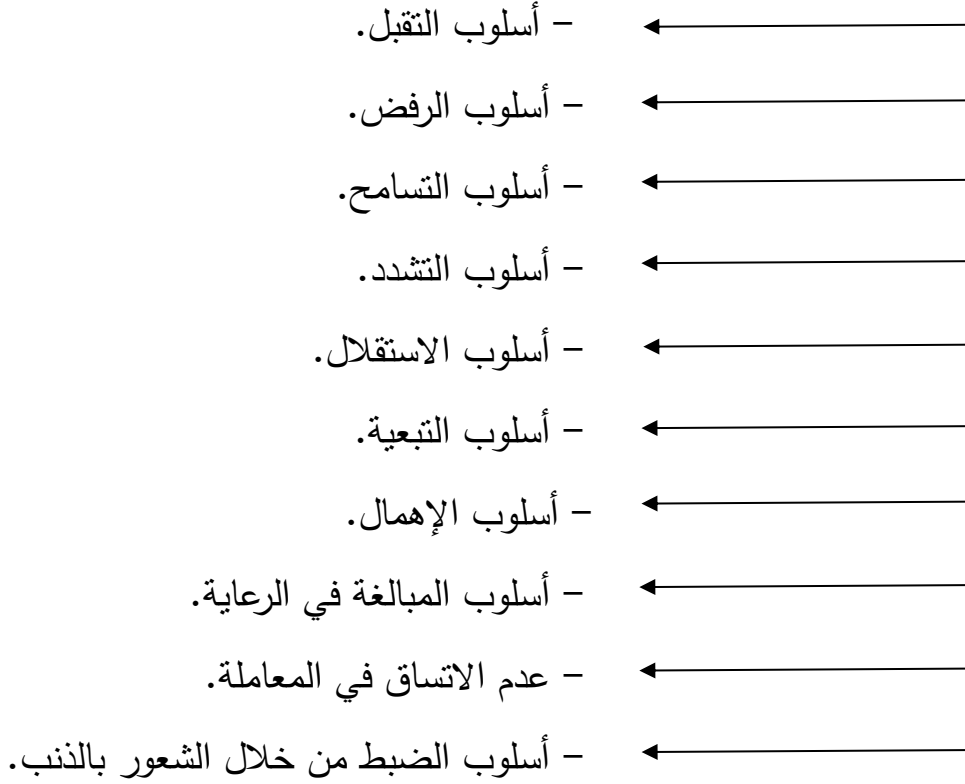 – أسلوب التقبل.
– أسلوب الرفض.
– أسلوب التسامح.
– أسلوب التشدد.
– أسلوب الاستقلال.
– أسلوب التبعية.
– أسلوب الإهمال.
– أسلوب المبالغة في الرعاية.
– عدم الاتساق في المعاملة.
– أسلوب الضبط من خلال الشعور بالذنب.